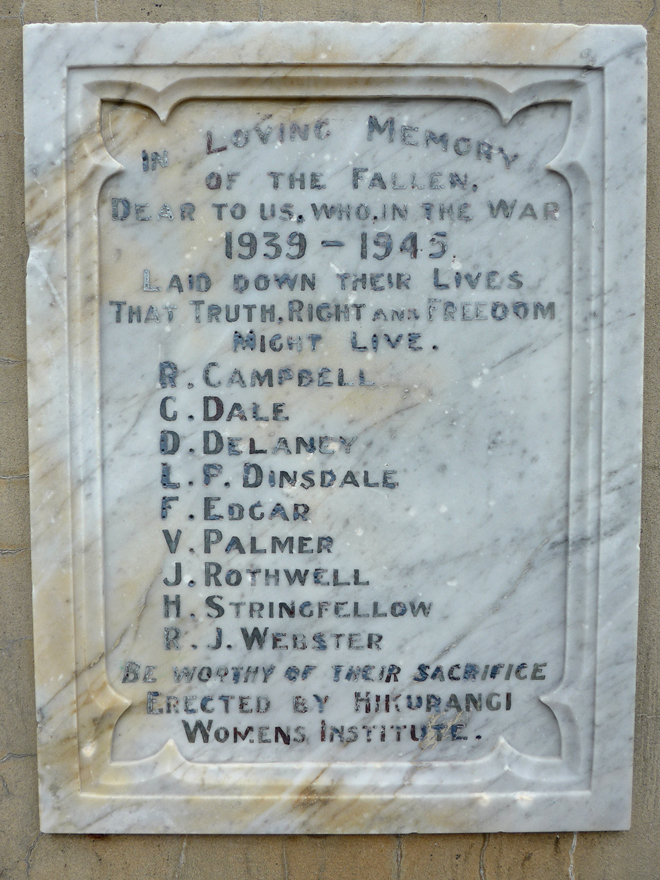 IN LOVING MEMORY
OF THE FALLEN,
DEAR TO US, WHO, IN THE WAR
1939 – 1945.
LAID DOWN THEIR LIVES
THAT TRUTH, RIGHT AND FREEDOM
MIGHT LIVE.
R. CAMPBELL
C. DALE
D. DELANEY
L. P. DINSDALE
F. EDGAR
V. PALMER
J. ROTHWELL
H. STRINGFELLOW
R. J. WEBSTER
BE WORTHY OF THEIR SACRIFICE
ERECTED BY HIKURANGI
WOMENS INSTITUTE.